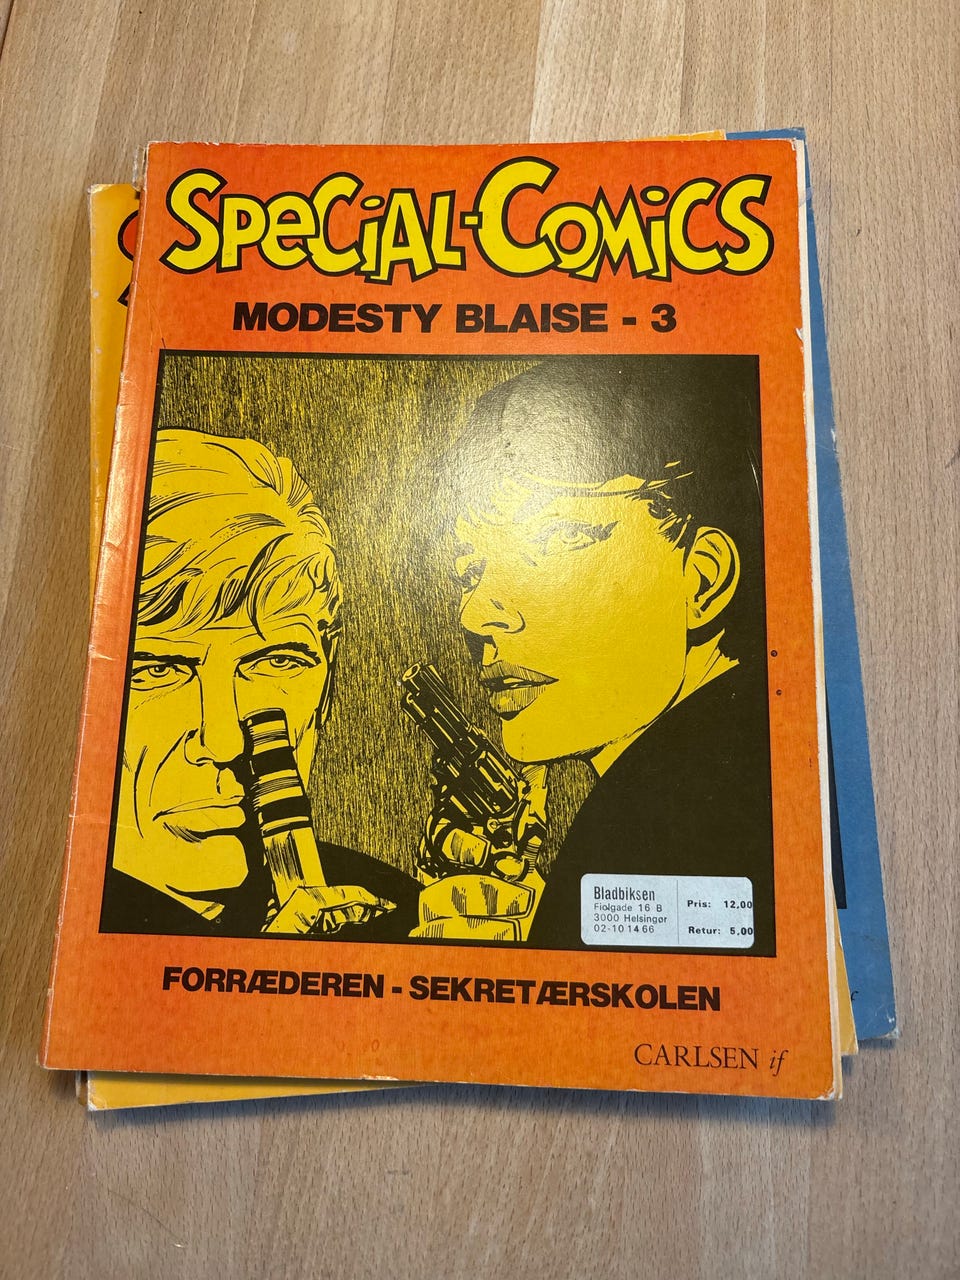 SPECIAL-COMICS
MODESTY BLAISE - 3
Bladbiksen
Fiolgade 16 B
3000 Helsingør
02-10 14 66
Pris: 12,00
Retur: 5,00
FORRÆDEREN - SEKRETÆRSKOLEN
CARLSEN if